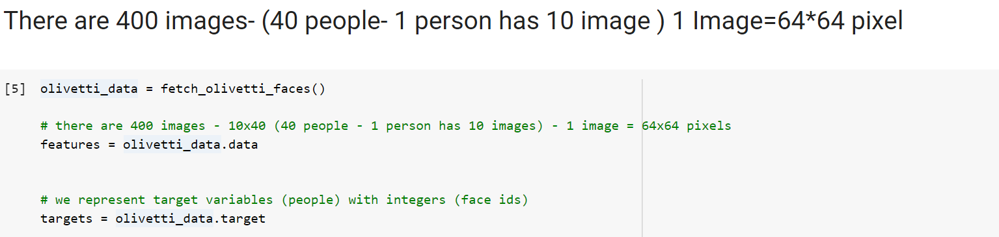 There are 400 images- (40 people- 1 person has 10 image ) 1 Image=64*64 pixel
[5] olivetti_data = fetch_olivetti_faces()
# there are 400 images - 10x40 (40 people - 1 person has 10 images) - 1 image = 64x64 pixels
features = olivetti_data.data
# we represent target variables (people) with integers (face ids)
targets = olivetti_data.target